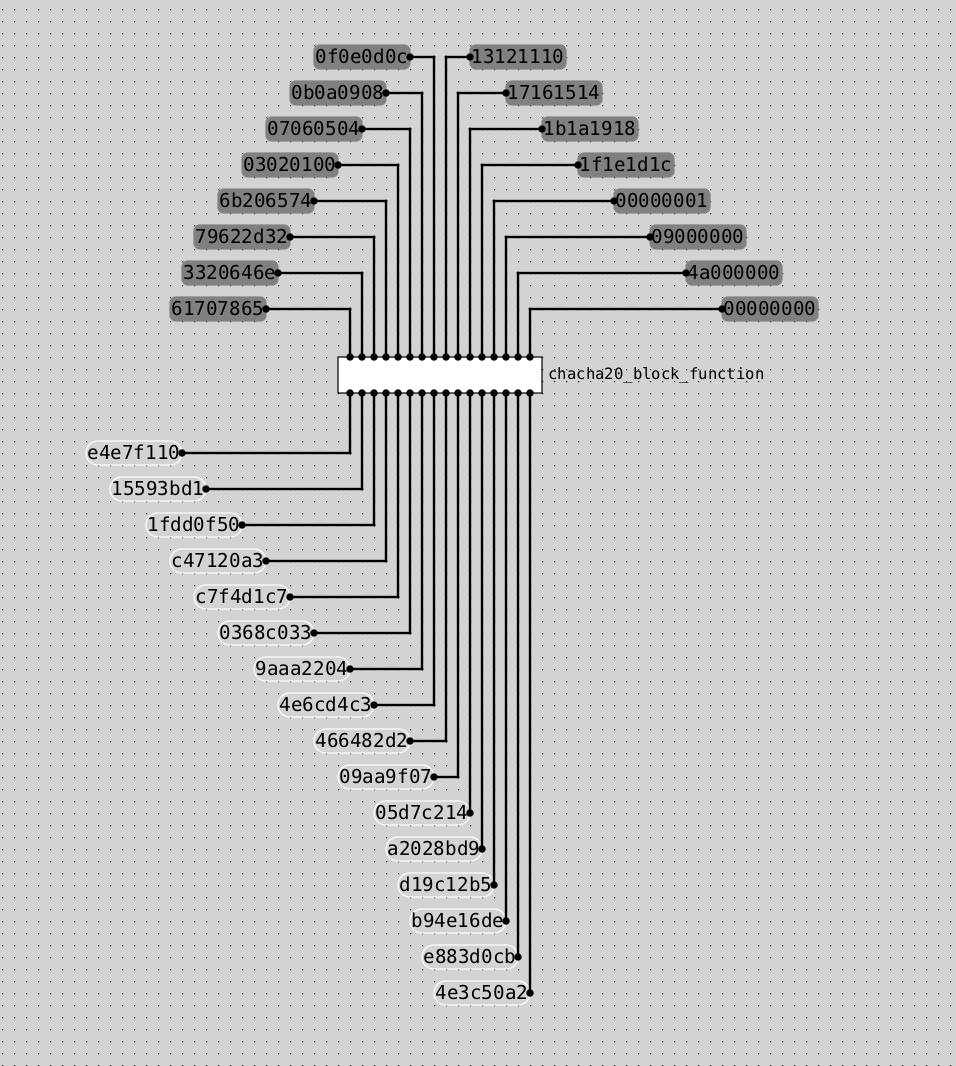 0f0e0d0c 13121110
0b0a0908 17161514
07060504 1b1a1918
03020100 1f1e1d1c
6b206574 00000001
79622d32 09000000
3320646e 4a000000
61707865 00000000
chacha20_block_function
e4e7f110
15593bd1
1fdd0f50
c47120a3
c7f4d1c7
0368c033
9aaa2204
4e6cd4c3
466482d2
09aa9f07
05d7c214
a2028bd9
d19c12b5
b94e16de
e883d0cb
4e3c50a2